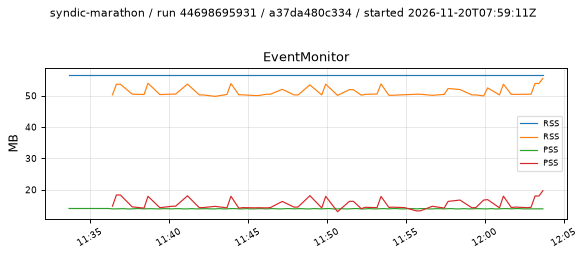 syndic-marathon / run 44698695931 / a37da480c334 / started 2026-11-20T07:59:11Z
EventMonitor
MB
50
40
30
20
RSS
RSS
PSS
PSS
11:35
11:40
11:45
11:50
11:55
12:00
12:05